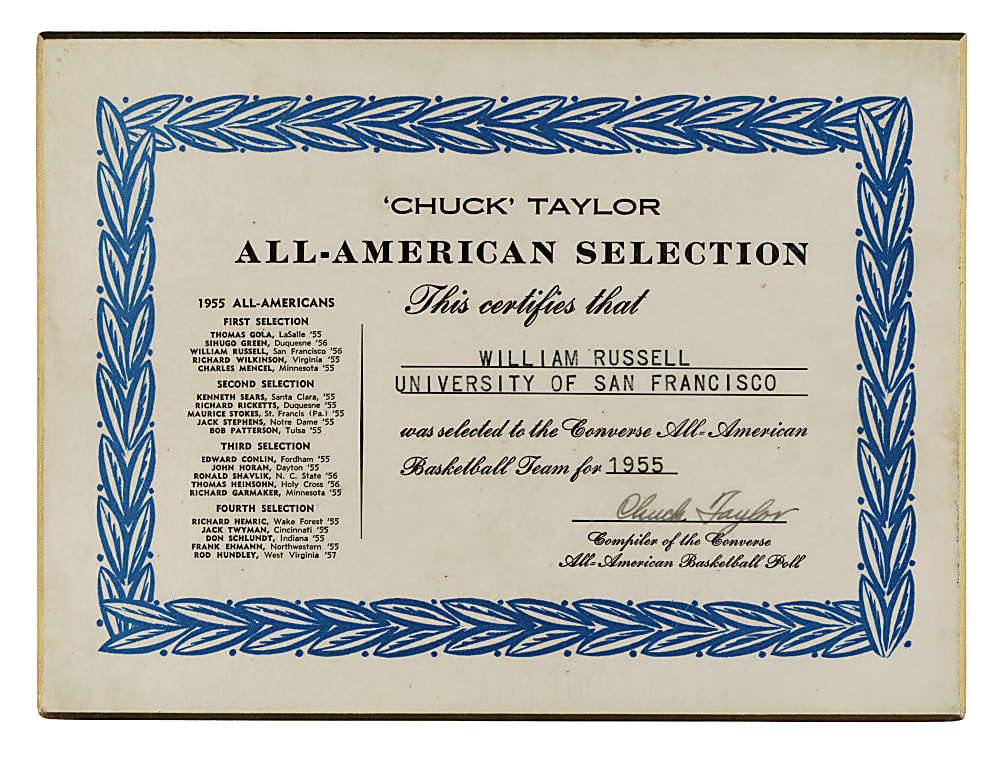 ‘CHUCK’ TAYLOR
ALL-AMERICAN SELECTION
1955 ALL-AMERICANS
FIRST SELECTION
THOMAS GOLA, LaSalle '55
SIHUGO GREEN, Duquesne '56
WILLIAM RUSSELL, San Francisco '56
RICHARD WILKINSON, Virginia '55
CHARLES MENCEL, Minnesota '55
SECOND SELECTION
KENNETH SEARS, Santa Clara, '55
RICHARD RICKETTS, Duquesne '55
MAURICE STOKES, St. Francis (Pa.) '55
JACK STEPHENS, Notre Dame '55
BOB PATTERSON, Tulsa '55
THIRD SELECTION
EDWARD CONLIN, Fordham '55
JOHN HORAN, Dayton '55
RONALD SHAVLIK, N. C. State '56
THOMAS HEINSOHN, Holy Cross '56
RICHARD GARMAKER, Minnesota '55
FOURTH SELECTION
RICHARD HEMRIC, Wake Forest '55
JACK TWYMAN, Cincinnati '55
DON SCHLUNDT, Indiana '55
FRANK EHMANN, Northwestern '55
ROD HUNDLEY, West Virginia '57
This certifies that
WILLIAM RUSSELL
UNIVERSITY OF SAN FRANCISCO
was selected to the Converse All-American
Basketball Team for 1955
Chuck Taylor
Compiler of the Converse
All-American Basketball Poll